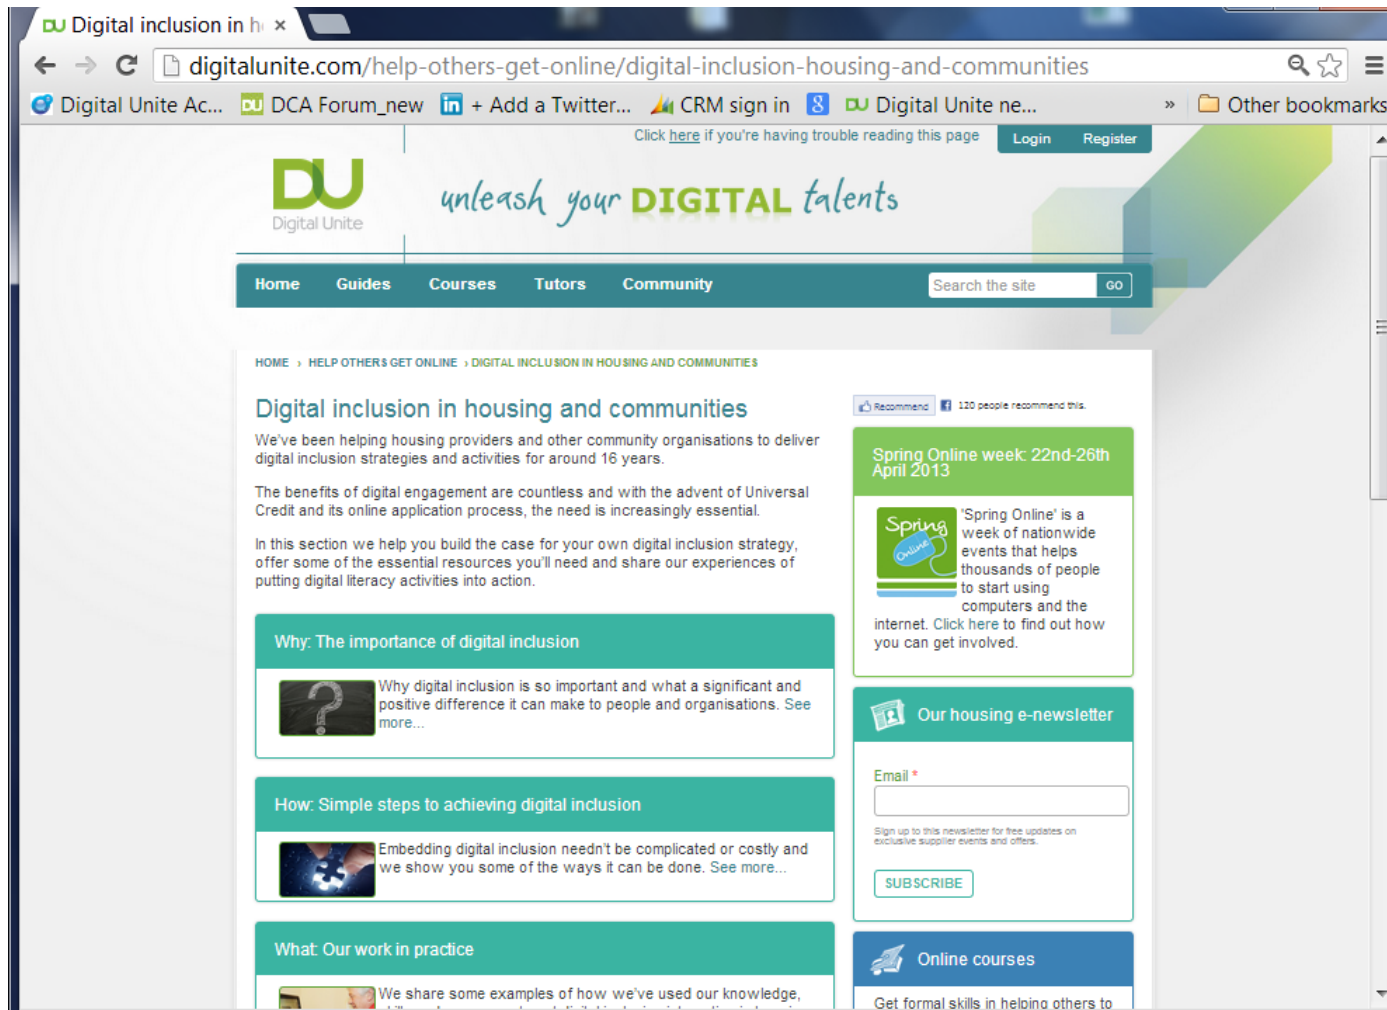 DU Digital inclusion in h
digitalunite.com/help-others-get-online/digital-inclusion-housing-and-communities
Digital Unite Ac... DCA Forum_new + Add a Twitter... CRM sign in Digital Unite ne... » Other bookmarks
Click here if you're having trouble reading this page
Login Register
DU
Digital Unite
unleash your DIGITAL talents
Home Guides Courses Tutors Community
Search the site GO
HOME › HELP OTHERS GET ONLINE › DIGITAL INCLUSION IN HOUSING AND COMMUNITIES
Digital inclusion in housing and communities
We've been helping housing providers and other community organisations to deliver
digital inclusion strategies and activities for around 16 years.
The benefits of digital engagement are countless and with the advent of Universal
Credit and its online application process, the need is increasingly essential.
In this section we help you build the case for your own digital inclusion strategy,
offer some of the essential resources you'll need and share our experiences of
putting digital literacy activities into action.
Why: The importance of digital inclusion
Why digital inclusion is so important and what a significant and
positive difference it can make to people and organisations. See
more...
How: Simple steps to achieving digital inclusion
Embedding digital inclusion needn't be complicated or costly and
we show you some of the ways it can be done. See more...
What: Our work in practice
We share some examples of how we've used our knowledge,
Recommend 120 people recommend this.
Spring Online week: 22nd-26th
April 2013
Spring
Online
'Spring Online' is a
week of nationwide
events that helps
thousands of people
to start using
computers and the
internet. Click here to find out how
you can get involved.
Our housing e-newsletter
Email *
Sign up to this newsletter for free updates on
exclusive supplier events and offers.
SUBSCRIBE
Online courses
Get formal skills in helping others to